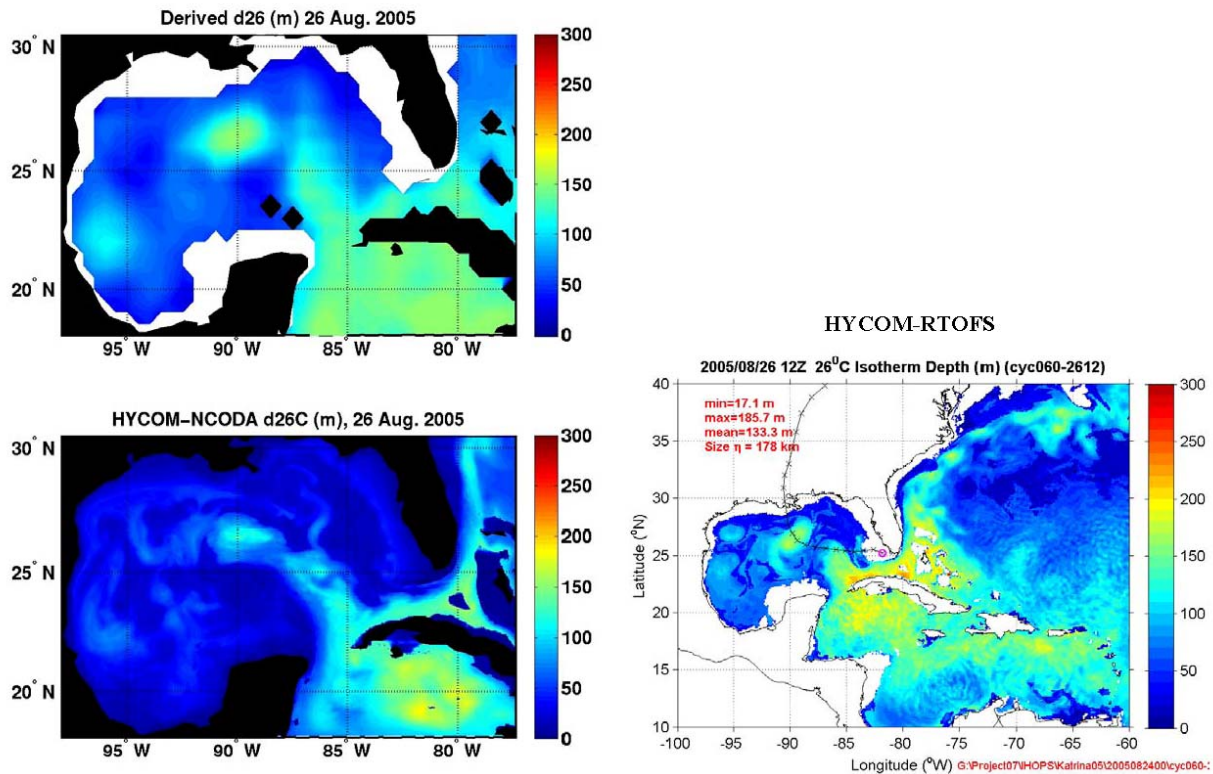 Derived d26 (m) 26 Aug. 2005
30° N
25° N
20° N
95° W
90° W
85° W
80° W
300
250
200
150
100
50
0
HYCOM–NCODA d26C (m), 26 Aug. 2005
30° N
25° N
20° N
95° W
90° W
85° W
80° W
300
250
200
150
100
50
0
HYCOM-RTOFS
2005/08/26 12Z 26⁰C Isotherm Depth (m) (cyc060-2612)
min=17.1 m
max=185.7 m
mean=133.3 m
Size η = 178 km
Latitude (⁰N)
40
35
30
25
20
15
10
-100
-95
-90
-85
-80
-75
-70
-65
-60
Longitude (⁰W)
300
250
200
150
100
50
0